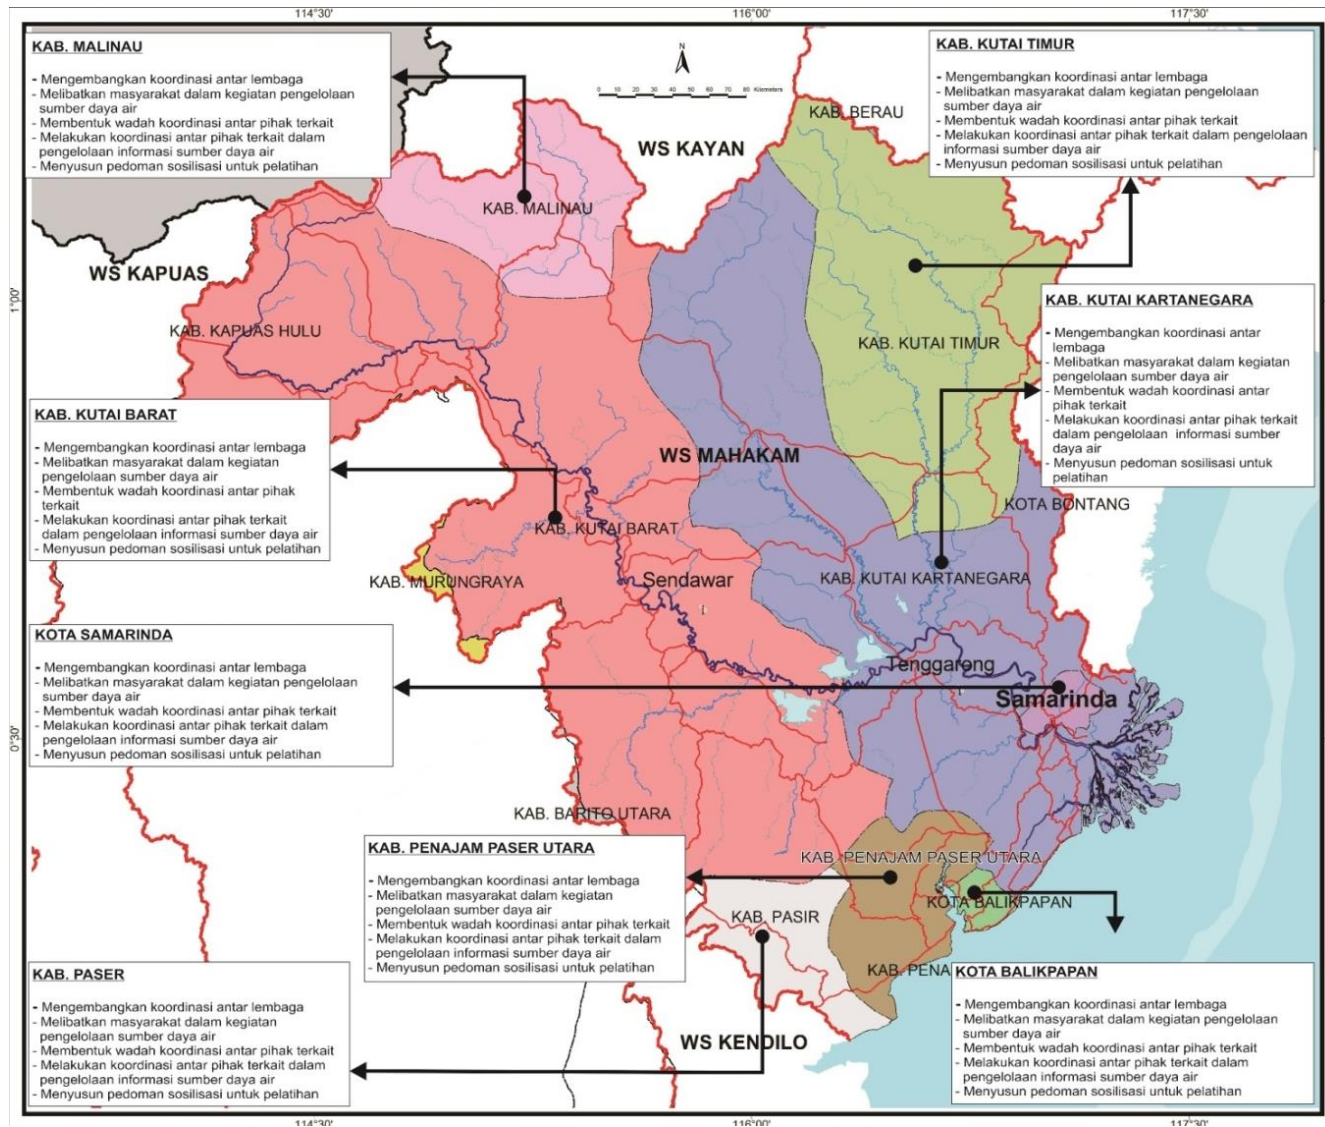 114°30'
116°00'
117°30'
KAB. MALINAU
- Mengembangkan koordinasi antar lembaga
- Melibatkan masyarakat dalam kegiatan pengelolaan
sumber daya air
- Membentuk wadah koordinasi antar pihak terkait
- Melakukan koordinasi antar pihak terkait dalam
pengelolaan informasi sumber daya air
- Menyusun pedoman sosilisasi untuk pelatihan
N
0 10 20 30 40 50 60 70 80 Kilometers
KAB. KUTAI TIMUR
- Mengembangkan koordinasi antar lembaga
- Melibatkan masyarakat dalam kegiatan pengelolaan
sumber daya air
- Membentuk wadah koordinasi antar pihak terkait
- Melakukan koordinasi antar pihak terkait dalam pengelolaan
informasi sumber daya air
- Menyusun pedoman sosilisasi untuk pelatihan
KAB. BERAU
WS KAYAN
KAB. MALINAU
WS KAPUAS
1°00'
KAB. KAPUAS HULU
KAB. KUTAI TIMUR
KAB. KUTAI KARTANEGARA
- Mengembangkan koordinasi antar
lembaga
- Melibatkan masyarakat dalam kegiatan
pengelolaan sumber daya air
- Membentuk wadah koordinasi antar
pihak terkait
- Melakukan koordinasi antar pihak terkait
dalam pengelolaan informasi sumber
daya air
- Menyusun pedoman sosilisasi untuk
pelatihan
KAB. KUTAI BARAT
- Mengembangkan koordinasi antar lembaga
- Melibatkan masyarakat dalam kegiatan
pengelolaan sumber daya air
- Membentuk wadah koordinasi antar pihak
terkait
- Melakukan koordinasi antar pihak terkait
dalam pengelolaan informasi sumber daya air
- Menyusun pedoman sosilisasi untuk pelatihan
WS MAHAKAM
KOTA BONTANG
KAB. KUTAI BARAT
KAB. MURUNGRAYA
Sendawar
KAB. KUTAI KARTANEGARA
KOTA SAMARINDA
- Mengembangkan koordinasi antar lembaga
- Melibatkan masyarakat dalam kegiatan pengelolaan
sumber daya air
- Membentuk wadah koordinasi antar pihak terkait
- Melakukan koordinasi antar pihak terkait dalam
pengelolaan informasi sumber daya air
- Menyusun pedoman sosilisasi untuk pelatihan
Tenggarong
Samarinda
0°30'
KAB. BARITO UTARA
KAB. PENAJAM PASER UTARA
- Mengembangkan koordinasi antar lembaga
- Melibatkan masyarakat dalam kegiatan
pengelolaan sumber daya air
- Membentuk wadah koordinasi antar pihak terkait
- Melakukan koordinasi antar pihak terkait dalam
pengelolaan informasi sumber daya air
- Menyusun pedoman sosilisasi untuk pelatihan
KAB. PENAJAM PASER UTARA
KOTA BALIKPAPAN
KAB. PASIR
KAB. PENA
KAB. PASER
- Mengembangkan koordinasi antar lembaga
- Melibatkan masyarakat dalam kegiatan
pengelolaan sumber daya air
- Membentuk wadah koordinasi antar pihak terkait
- Melakukan koordinasi antar pihak terkait dalam
pengelolaan informasi sumber daya air
- Menyusun pedoman sosilisasi untuk pelatihan
WS KENDILO
KOTA BALIKPAPAN
- Mengembangkan koordinasi antar lembaga
- Melibatkan masyarakat dalam kegiatan pengelolaan
sumber daya air
- Membentuk wadah koordinasi antar pihak terkait
- Melakukan koordinasi antar pihak terkait dalam
pengelolaan informasi sumber daya air
- Menyusun pedoman sosilisasi untuk pelatihan
114°30'
116°00'
117°30'